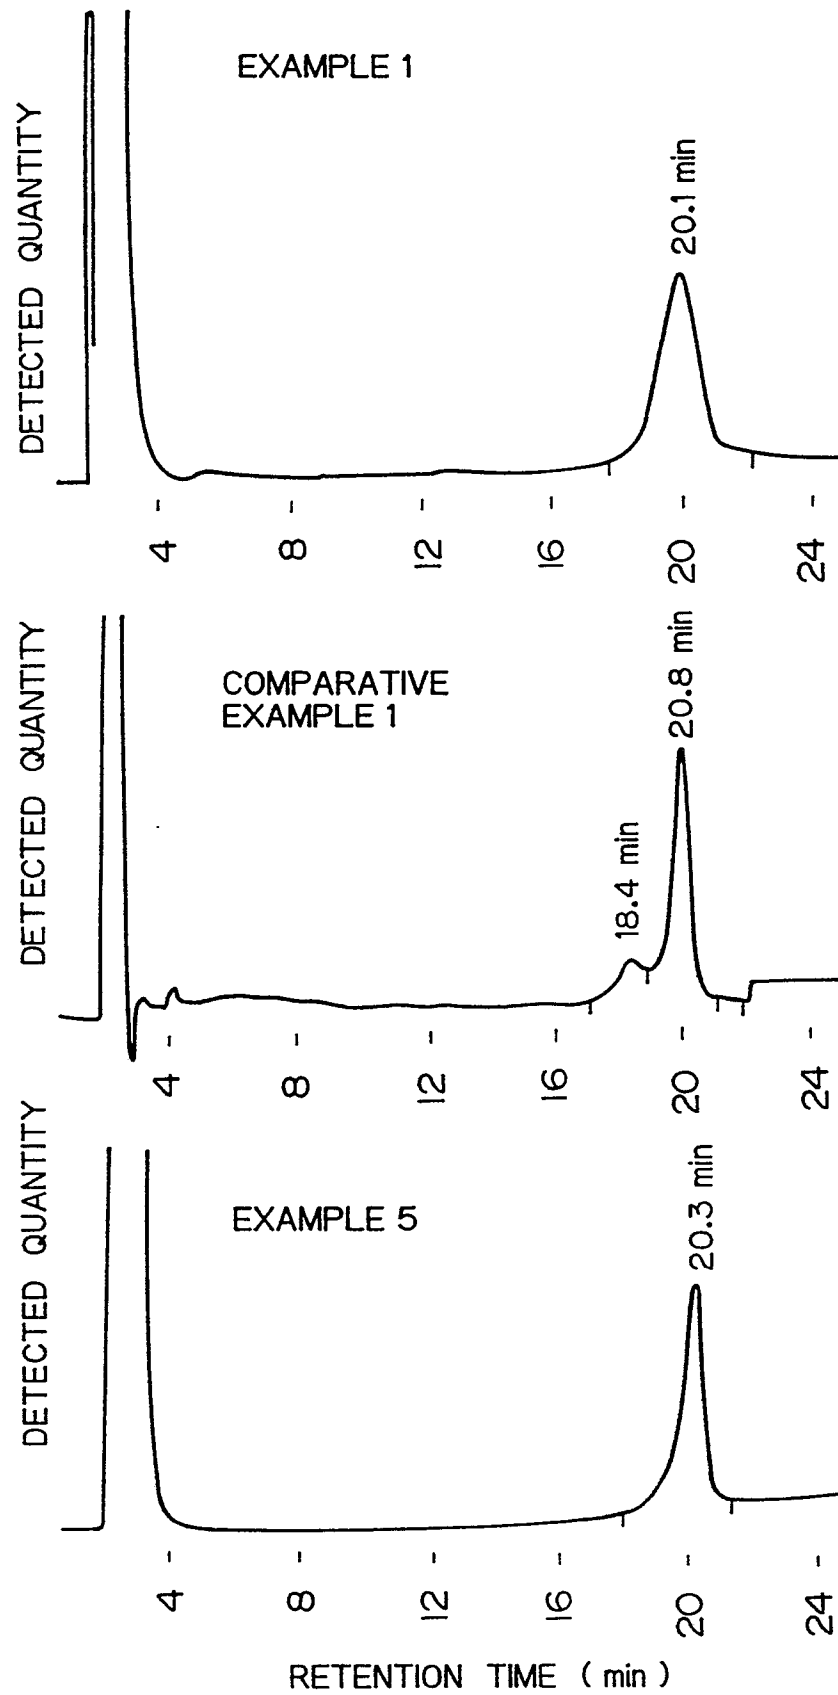 EXAMPLE 1
DETECTED QUANTITY
20.1 min
4 8 12 16 20 24
COMPARATIVE
EXAMPLE 1
DETECTED QUANTITY
18.4 min
20.8 min
4 8 12 16 20 24
EXAMPLE 5
DETECTED QUANTITY
20.3 min
4 8 12 16 20 24
RETENTION TIME ( min )